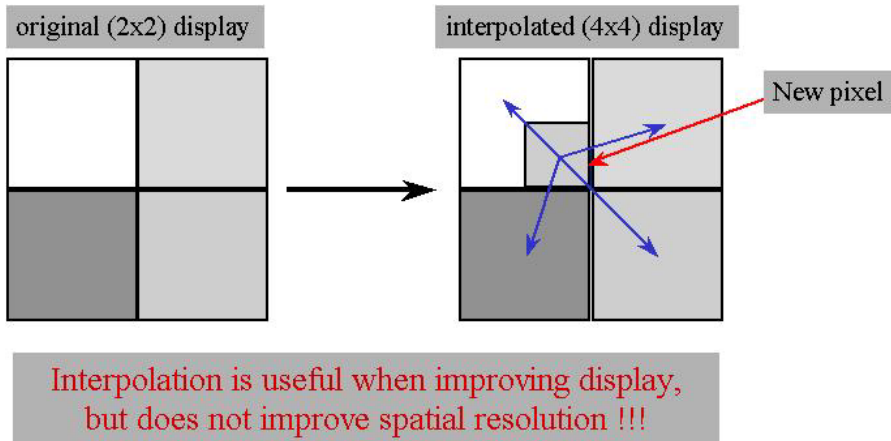 original (2x2) display
interpolated (4x4) display
New pixel
Interpolation is useful when improving display,
but does not improve spatial resolution !!!